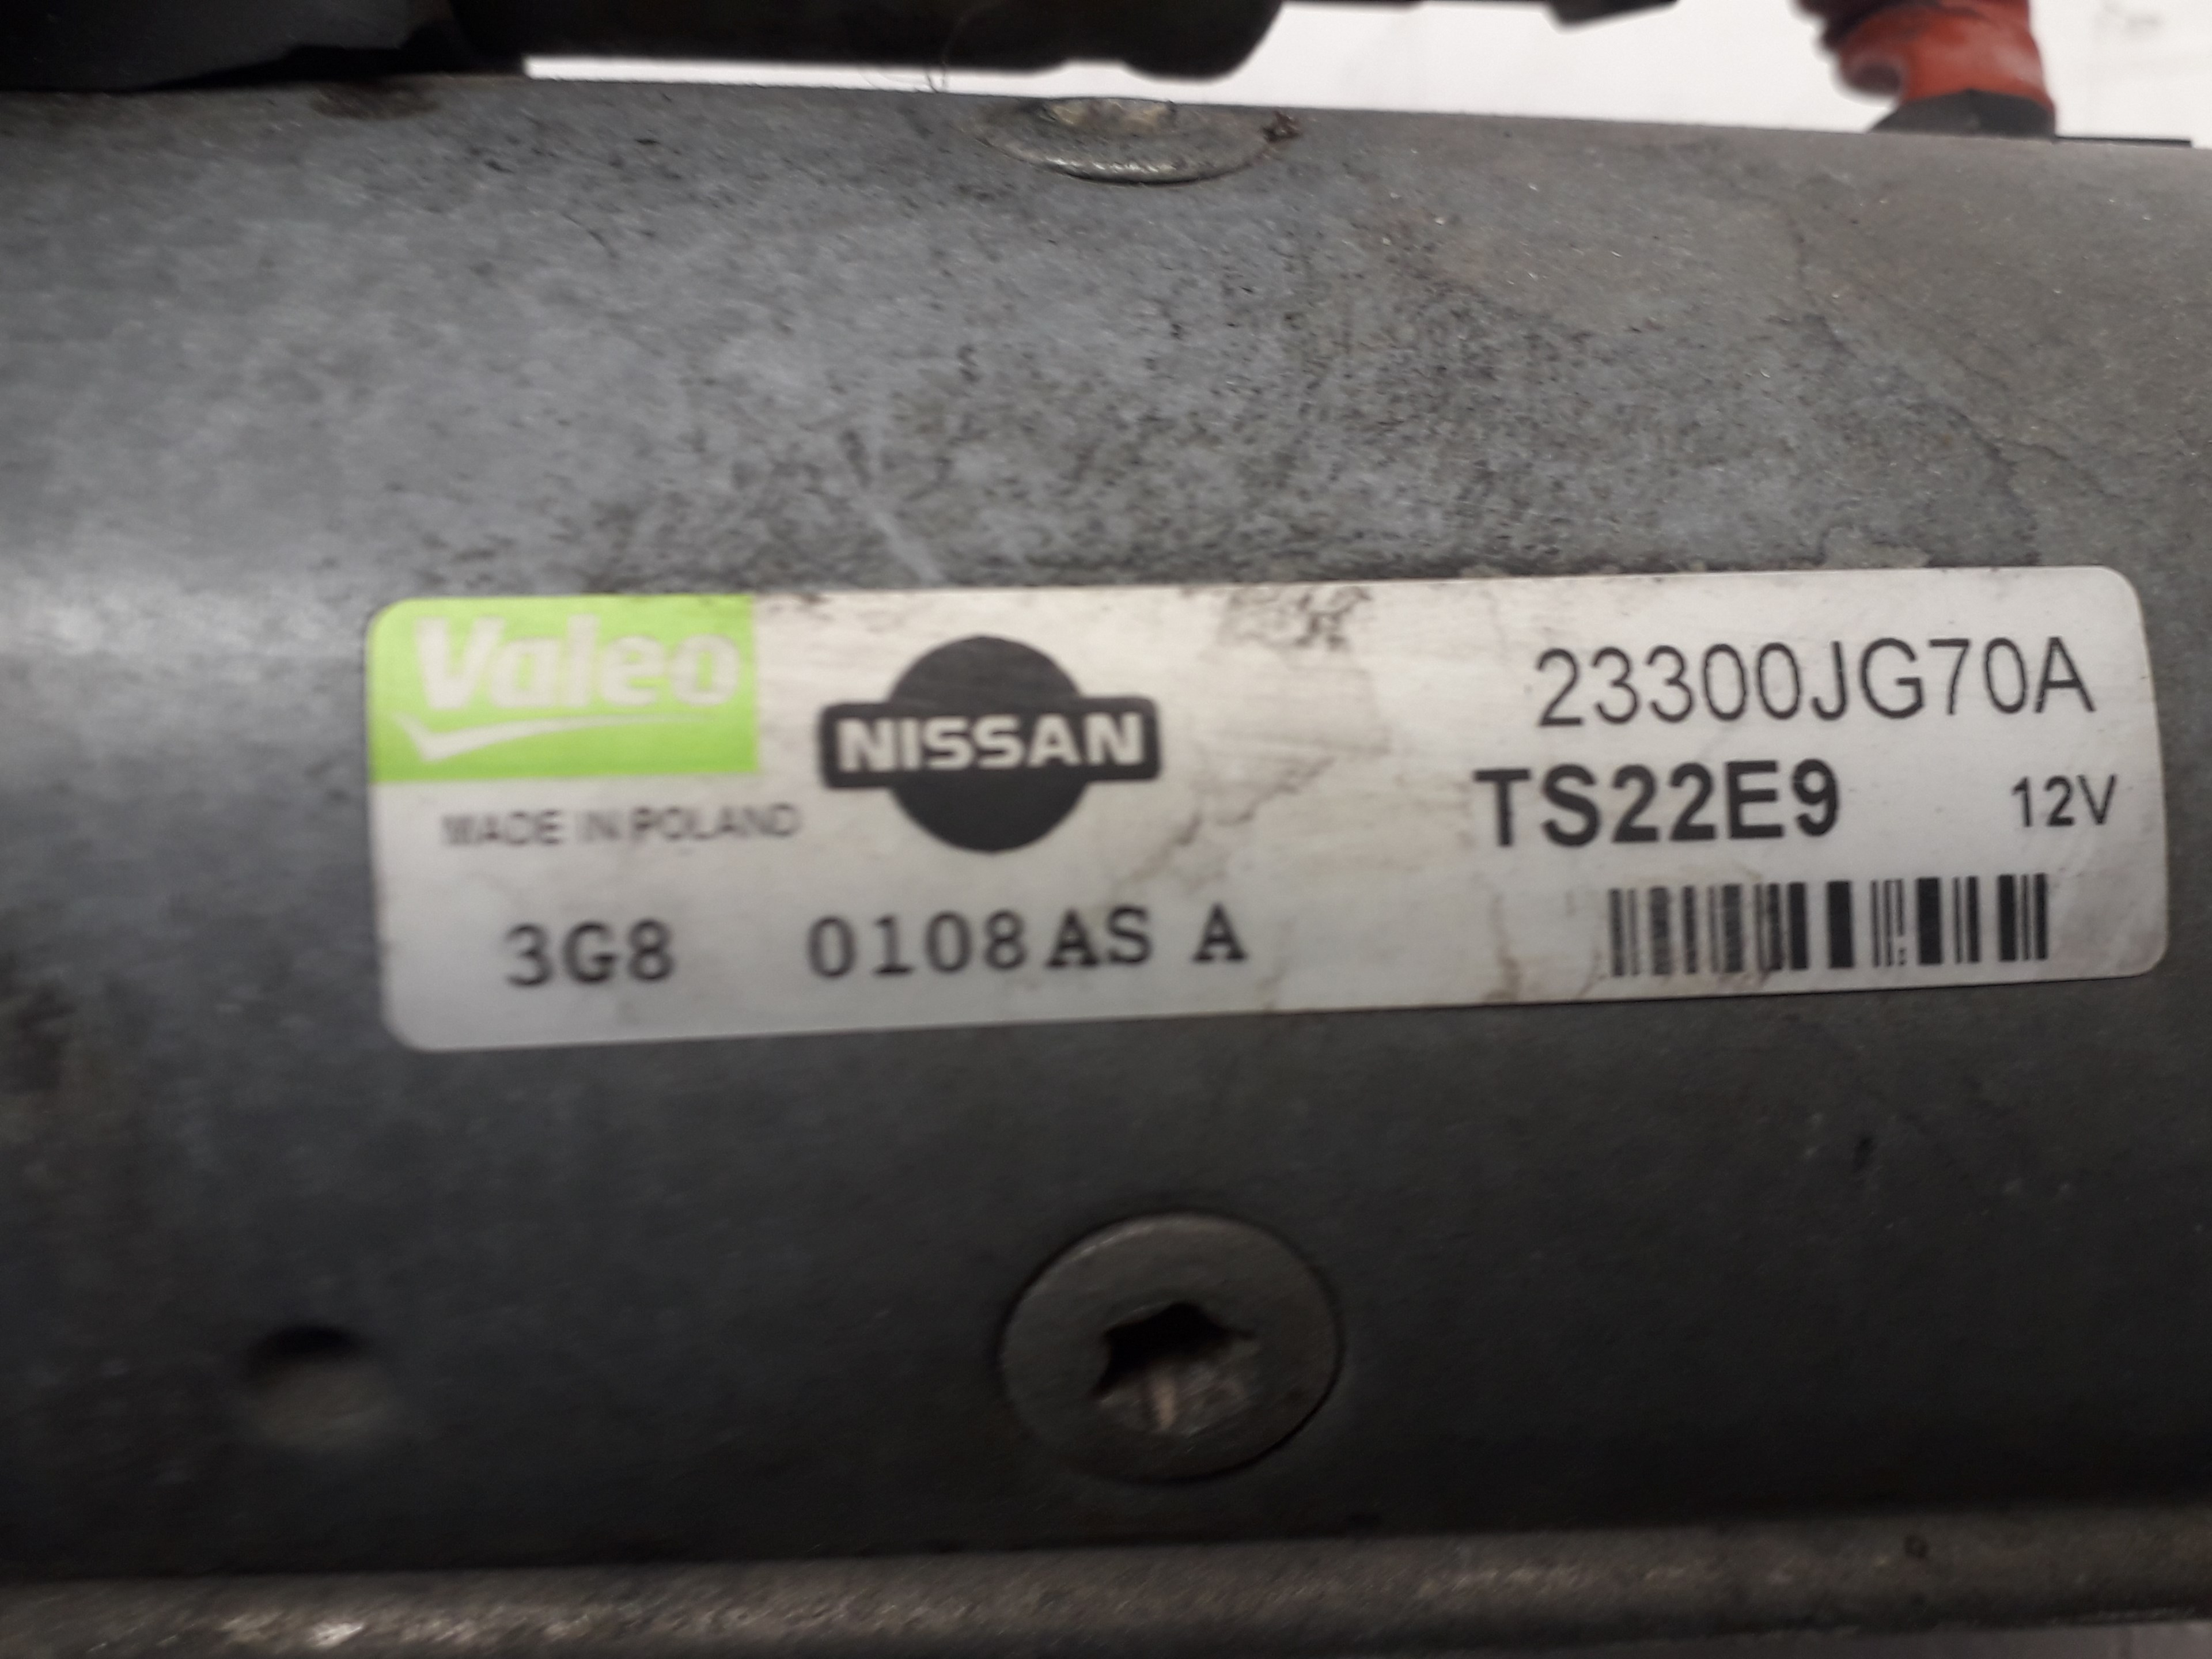 Valeo
NISSAN
23300JG70A
MADE IN POLAND
TS22E9 12V
3G8 0108AS A